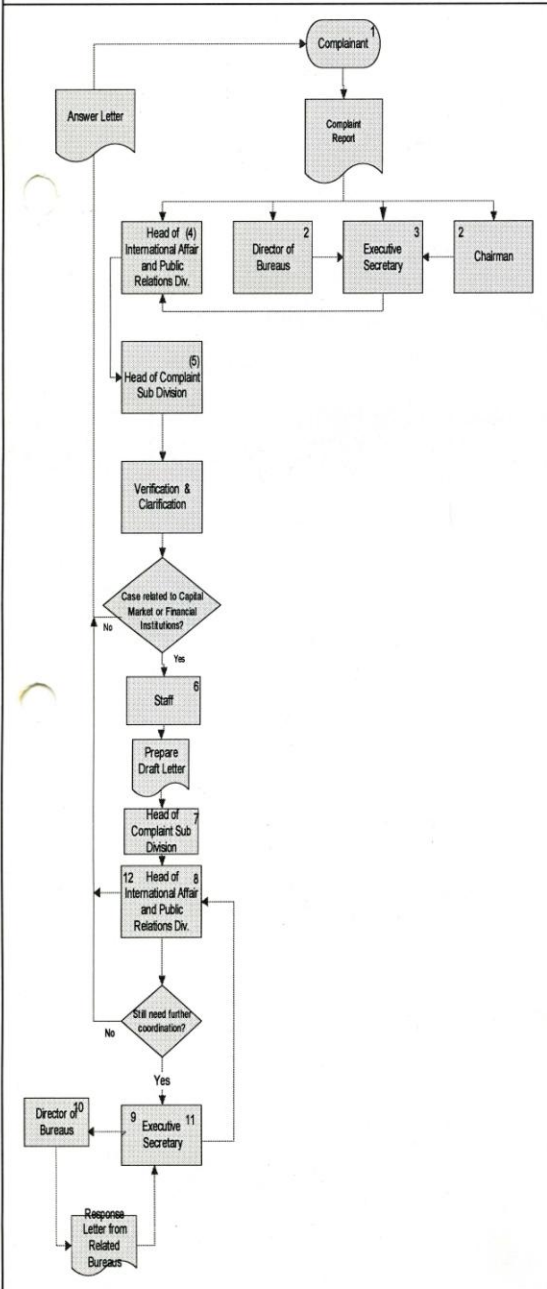 1
Complainant
Answer Letter
Complaint
Report
(4)
Head of
International Affair
and Public
Relations Div.
2
Director of
Bureaus
3
Executive
Secretary
2
Chairman
(5)
Head of Complaint
Sub Division
Verification &
Clarification
Case related to Capital
Market or Financial
Institutions?
No
Yes
6
Staff
Prepare
Draft Letter
7
Head of
Complaint Sub
Division
12
8
Head of
International Affair
and Public
Relations Div.
Still need further
coordination?
No
Yes
10
Director of
Bureaus
9
11
Executive
Secretary
Response
Letter from
Related
Bureaus